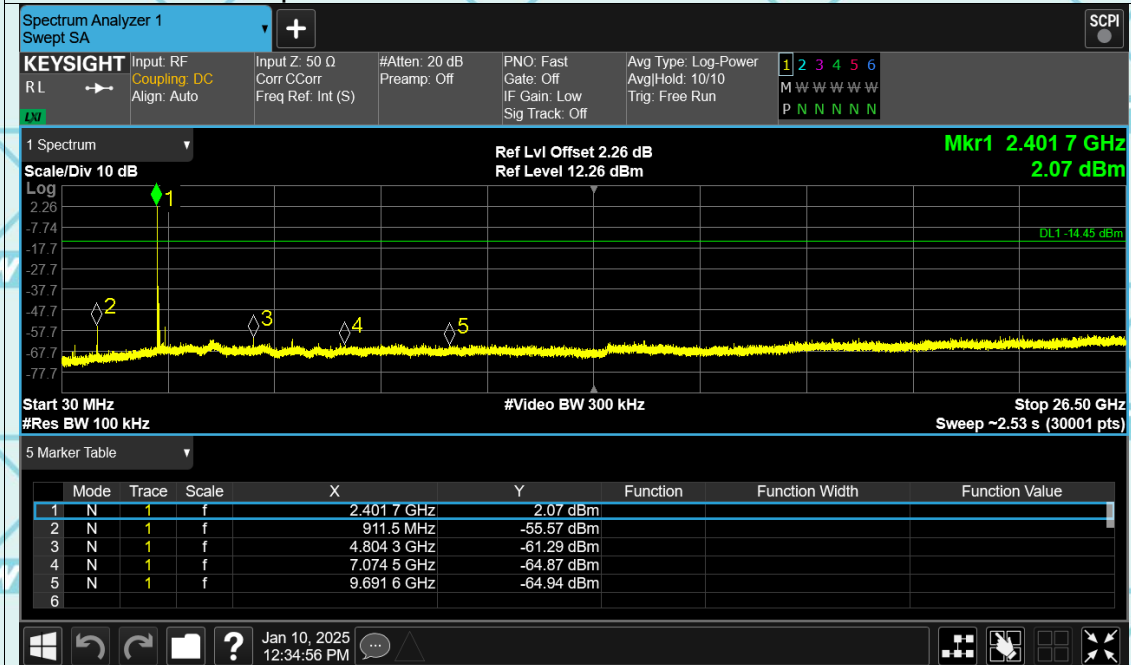 Spectrum Analyzer 1
Swept SA
+
SCPI
KEYSIGHT
RL
LXI
Input: RF
Coupling: DC
Align: Auto
Input Z: 50 Ω
Corr CCorr
Freq Ref: Int (S)
#Atten: 20 dB
Preamp: Off
PNO: Fast
Gate: Off
IF Gain: Low
Sig Track: Off
Avg Type: Log-Power
Avg|Hold: 10/10
Trig: Free Run
1 2 3 4 5 6
M W W W W W
P N N N N N
1 Spectrum
Scale/Div 10 dB
Ref Lvl Offset 2.26 dB
Ref Level 12.26 dBm
Mkr1 2.401 7 GHz
2.07 dBm
Log
2.26
-7.74
-17.7
-27.7
-37.7
-47.7
-57.7
-67.7
-77.7
1
DL1 -14.45 dBm
2
3
4
5
Start 30 MHz
#Res BW 100 kHz
#Video BW 300 kHz
Stop 26.50 GHz
Sweep ~2.53 s (30001 pts)
5 Marker Table
Mode Trace Scale X Y Function Function Width Function Value
1 N 1 f 2.401 7 GHz 2.07 dBm
2 N 1 f 911.5 MHz -55.57 dBm
3 N 1 f 4.804 3 GHz -61.29 dBm
4 N 1 f 7.074 5 GHz -64.87 dBm
5 N 1 f 9.691 6 GHz -64.94 dBm
6
?
Jan 10, 2025
12:34:56 PM